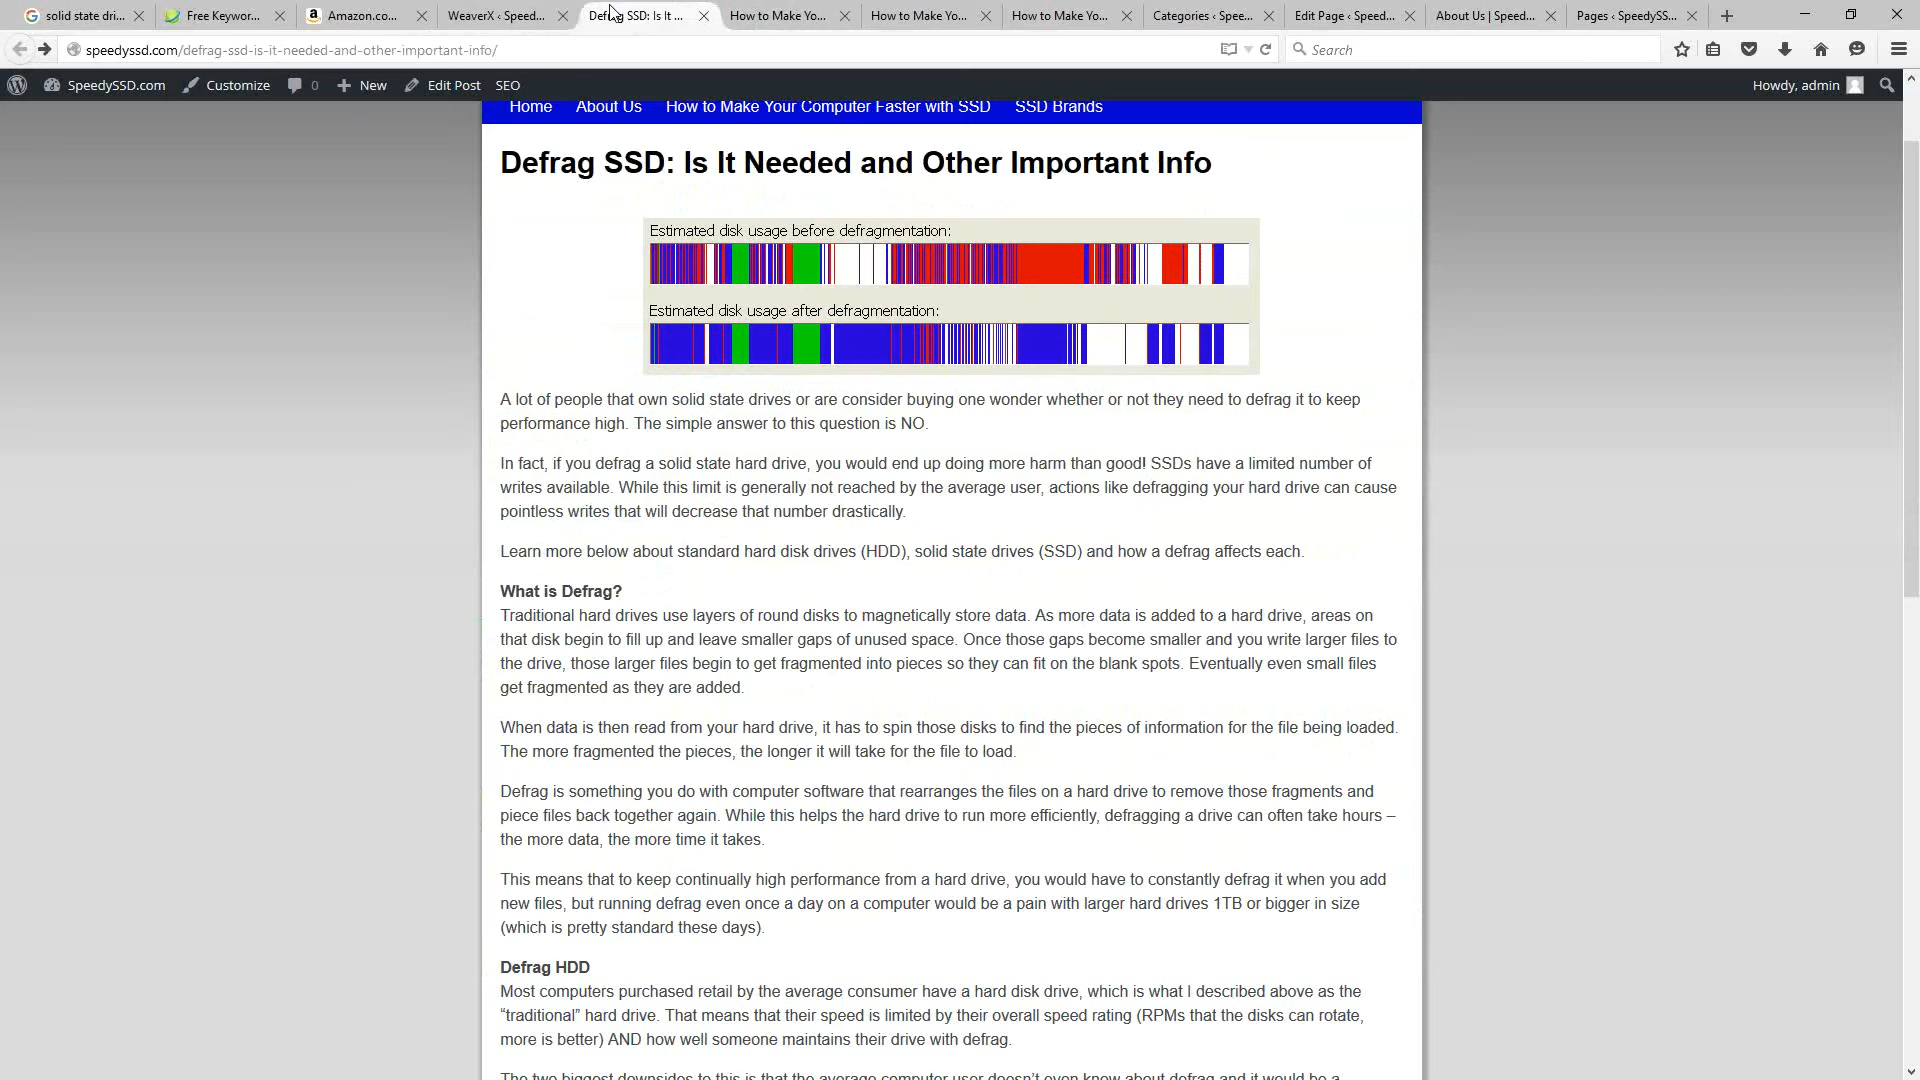 solid state dri...
Free Keywor...
Amazon.co...
WeaverX ‹ Speed...
Defrag SSD: Is It ...
How to Make Yo...
How to Make Yo...
How to Make Yo...
Categories ‹ Spee...
Edit Page ‹ Speed...
About Us | Speed...
Pages ‹ SpeedySS...
speedyssd.com/defrag-ssd-is-it-needed-and-other-important-info/
Search
SpeedySSD.com
Customize
0
New
Edit Post
SEO
Howdy, admin
Home
About Us
How to Make Your Computer Faster with SSD
SSD Brands
Defrag SSD: Is It Needed and Other Important Info
Estimated disk usage before defragmentation:
Estimated disk usage after defragmentation:
A lot of people that own solid state drives or are consider buying one wonder whether or not they need to defrag it to keep
performance high. The simple answer to this question is NO.
In fact, if you defrag a solid state hard drive, you would end up doing more harm than good! SSDs have a limited number of
writes available. While this limit is generally not reached by the average user, actions like defragging your hard drive can cause
pointless writes that will decrease that number drastically.
Learn more below about standard hard disk drives (HDD), solid state drives (SSD) and how a defrag affects each.
What is Defrag?
Traditional hard drives use layers of round disks to magnetically store data. As more data is added to a hard drive, areas on
that disk begin to fill up and leave smaller gaps of unused space. Once those gaps become smaller and you write larger files to
the drive, those larger files begin to get fragmented into pieces so they can fit on the blank spots. Eventually even small files
get fragmented as they are added.
When data is then read from your hard drive, it has to spin those disks to find the pieces of information for the file being loaded.
The more fragmented the pieces, the longer it will take for the file to load.
Defrag is something you do with computer software that rearranges the files on a hard drive to remove those fragments and
piece files back together again. While this helps the hard drive to run more efficiently, defragging a drive can often take hours –
the more data, the more time it takes.
This means that to keep continually high performance from a hard drive, you would have to constantly defrag it when you add
new files, but running defrag even once a day on a computer would be a pain with larger hard drives 1TB or bigger in size
(which is pretty standard these days).
Defrag HDD
Most computers purchased retail by the average consumer have a hard disk drive, which is what I described above as the
“traditional” hard drive. That means that their speed is limited by their overall speed rating (RPMs that the disks can rotate,
more is better) AND how well someone maintains their drive with defrag.
The two biggest downsides to this is that the average computer user doesn't even know about defrag and it would be a